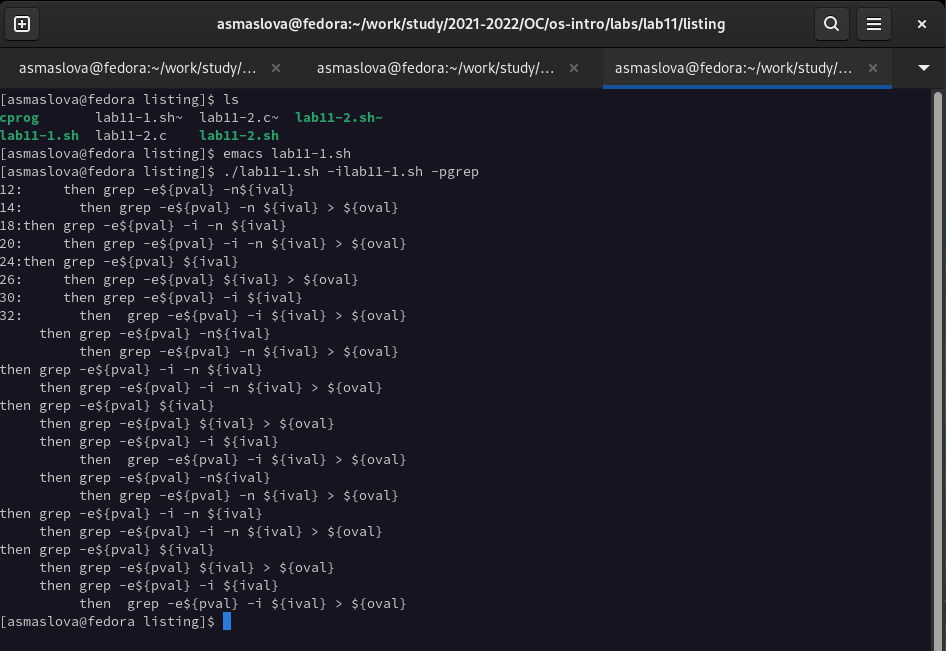 asmaslova@fedora:~/work/study/2021-2022/OC/os-intro/labs/lab11/listing
asmaslova@fedora:~/work/study/... × asmaslova@fedora:~/work/study/... × asmaslova@fedora:~/work/study/... ×
[asmaslova@fedora listing]$ ls
cprog       lab11-1.sh~  lab11-2.c~  lab11-2.sh~
lab11-1.sh  lab11-2.c    lab11-2.sh
[asmaslova@fedora listing]$ emacs lab11-1.sh
[asmaslova@fedora listing]$ ./lab11-1.sh -ilab11-1.sh -pgrep
12:     then grep -e${pval} -n${ival}
14:       then grep -e${pval} -n ${ival} > ${oval}
18:then grep -e${pval} -i -n ${ival}
20:     then grep -e${pval} -i -n ${ival} > ${oval}
24:then grep -e${pval} ${ival}
26:     then grep -e${pval} ${ival} > ${oval}
30:     then grep -e${pval} -i ${ival}
32:       then  grep -e${pval} -i ${ival} > ${oval}
     then grep -e${pval} -n${ival}
          then grep -e${pval} -n ${ival} > ${oval}
then grep -e${pval} -i -n ${ival}
     then grep -e${pval} -i -n ${ival} > ${oval}
then grep -e${pval} ${ival}
     then grep -e${pval} ${ival} > ${oval}
     then grep -e${pval} -i ${ival}
          then  grep -e${pval} -i ${ival} > ${oval}
     then grep -e${pval} -n${ival}
          then grep -e${pval} -n ${ival} > ${oval}
then grep -e${pval} -i -n ${ival}
     then grep -e${pval} -i -n ${ival} > ${oval}
then grep -e${pval} ${ival}
     then grep -e${pval} ${ival} > ${oval}
     then grep -e${pval} -i ${ival}
          then  grep -e${pval} -i ${ival} > ${oval}
[asmaslova@fedora listing]$